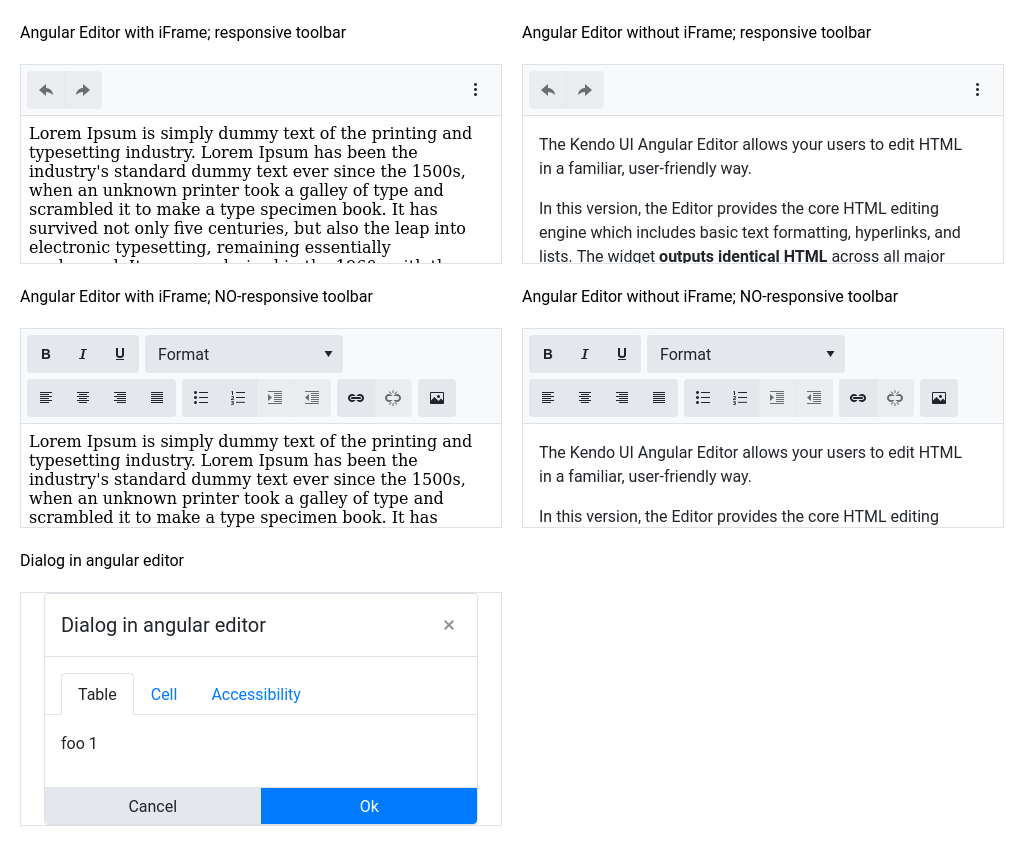 Angular Editor with iFrame; responsive toolbar
Lorem Ipsum is simply dummy text of the printing and
typesetting industry. Lorem Ipsum has been the
industry's standard dummy text ever since the 1500s,
when an unknown printer took a galley of type and
scrambled it to make a type specimen book. It has
survived not only five centuries, but also the leap into
electronic typesetting, remaining essentially
Angular Editor without iFrame; responsive toolbar
The Kendo UI Angular Editor allows your users to edit HTML
in a familiar, user-friendly way.
In this version, the Editor provides the core HTML editing
engine which includes basic text formatting, hyperlinks, and
lists. The widget outputs identical HTML across all major
Angular Editor with iFrame; NO-responsive toolbar
B I U Format
Lorem Ipsum is simply dummy text of the printing and
typesetting industry. Lorem Ipsum has been the
industry's standard dummy text ever since the 1500s,
when an unknown printer took a galley of type and
scrambled it to make a type specimen book. It has
Angular Editor without iFrame; NO-responsive toolbar
B I U Format
The Kendo UI Angular Editor allows your users to edit HTML
in a familiar, user-friendly way.
In this version, the Editor provides the core HTML editing
Dialog in angular editor
Dialog in angular editor ×
Table Cell Accessibility
foo 1
Cancel Ok